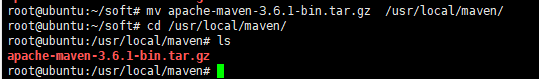 root@ubuntu:~/soft# mv apache-maven-3.6.1-bin.tar.gz  /usr/local/maven/
root@ubuntu:~/soft# cd /usr/local/maven/
root@ubuntu:/usr/local/maven# ls
apache-maven-3.6.1-bin.tar.gz
root@ubuntu:/usr/local/maven#